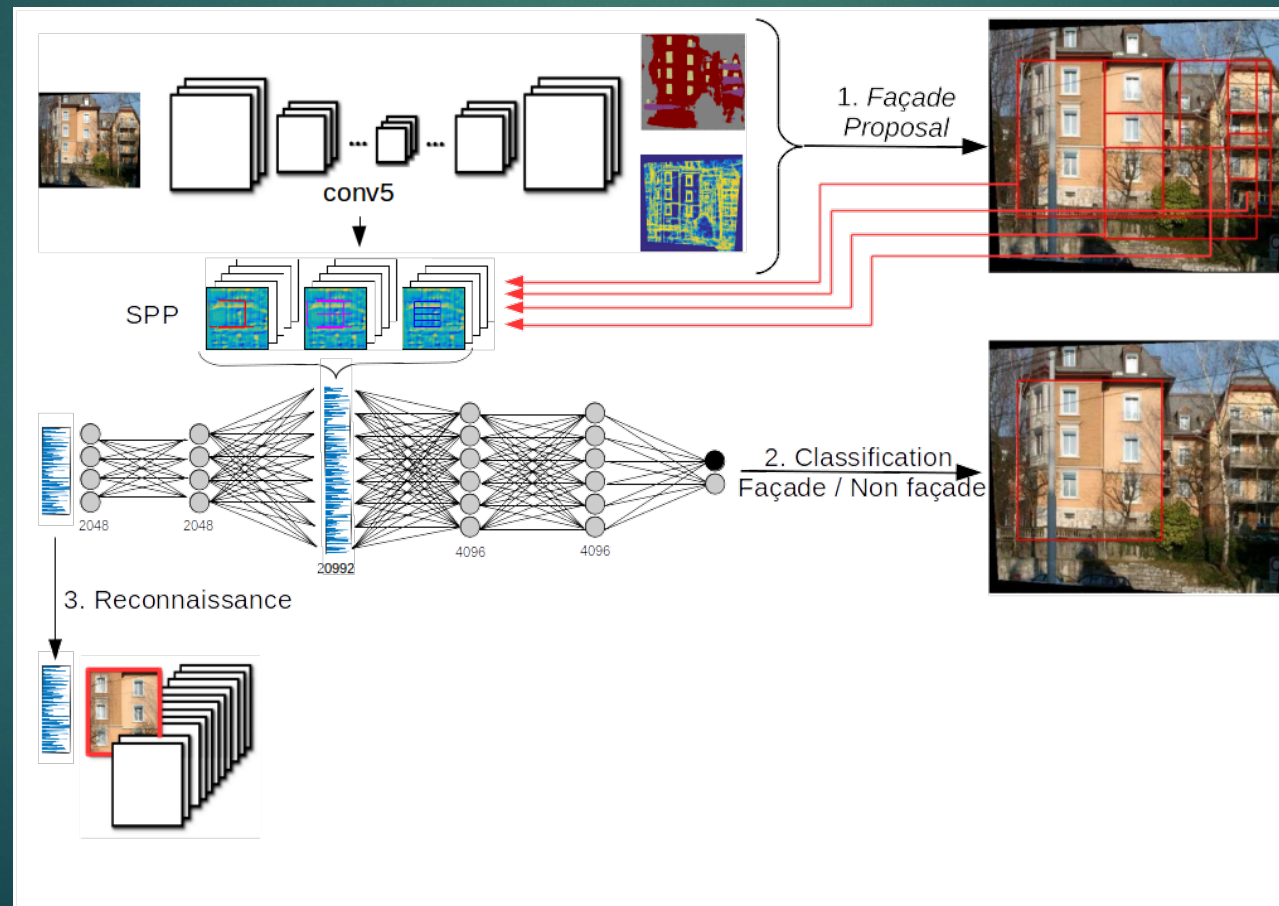 1. Façade
Proposal
...
...
conv5
SPP
2. Classification
Façade / Non façade
2048
2048
20992
4096
4096
3. Reconnaissance